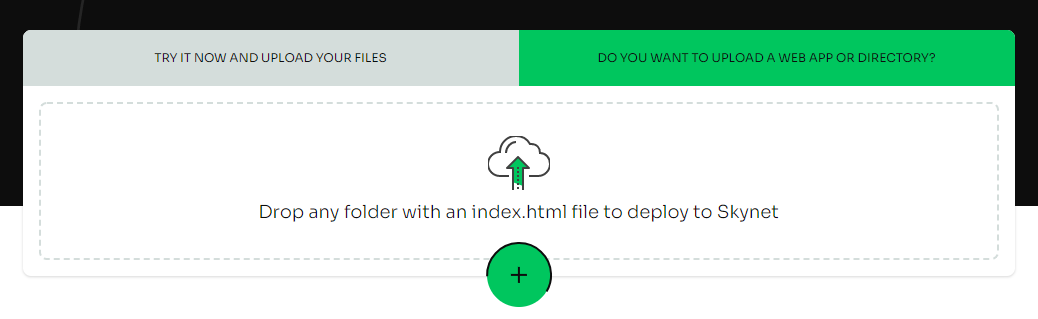 TRY IT NOW AND UPLOAD YOUR FILES
DO YOU WANT TO UPLOAD A WEB APP OR DIRECTORY?
Drop any folder with an index.html file to deploy to Skynet
+